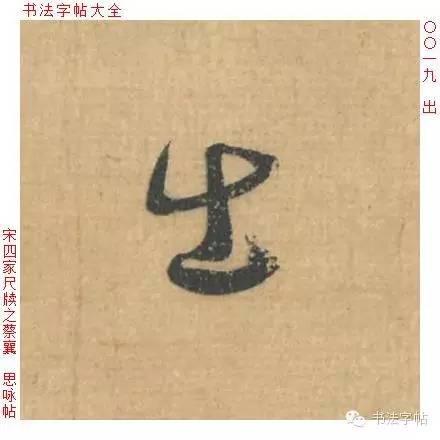 书法字帖大全
〇〇一九 出
出
宋四家尺牍之蔡襄 思咏帖
书法字帖